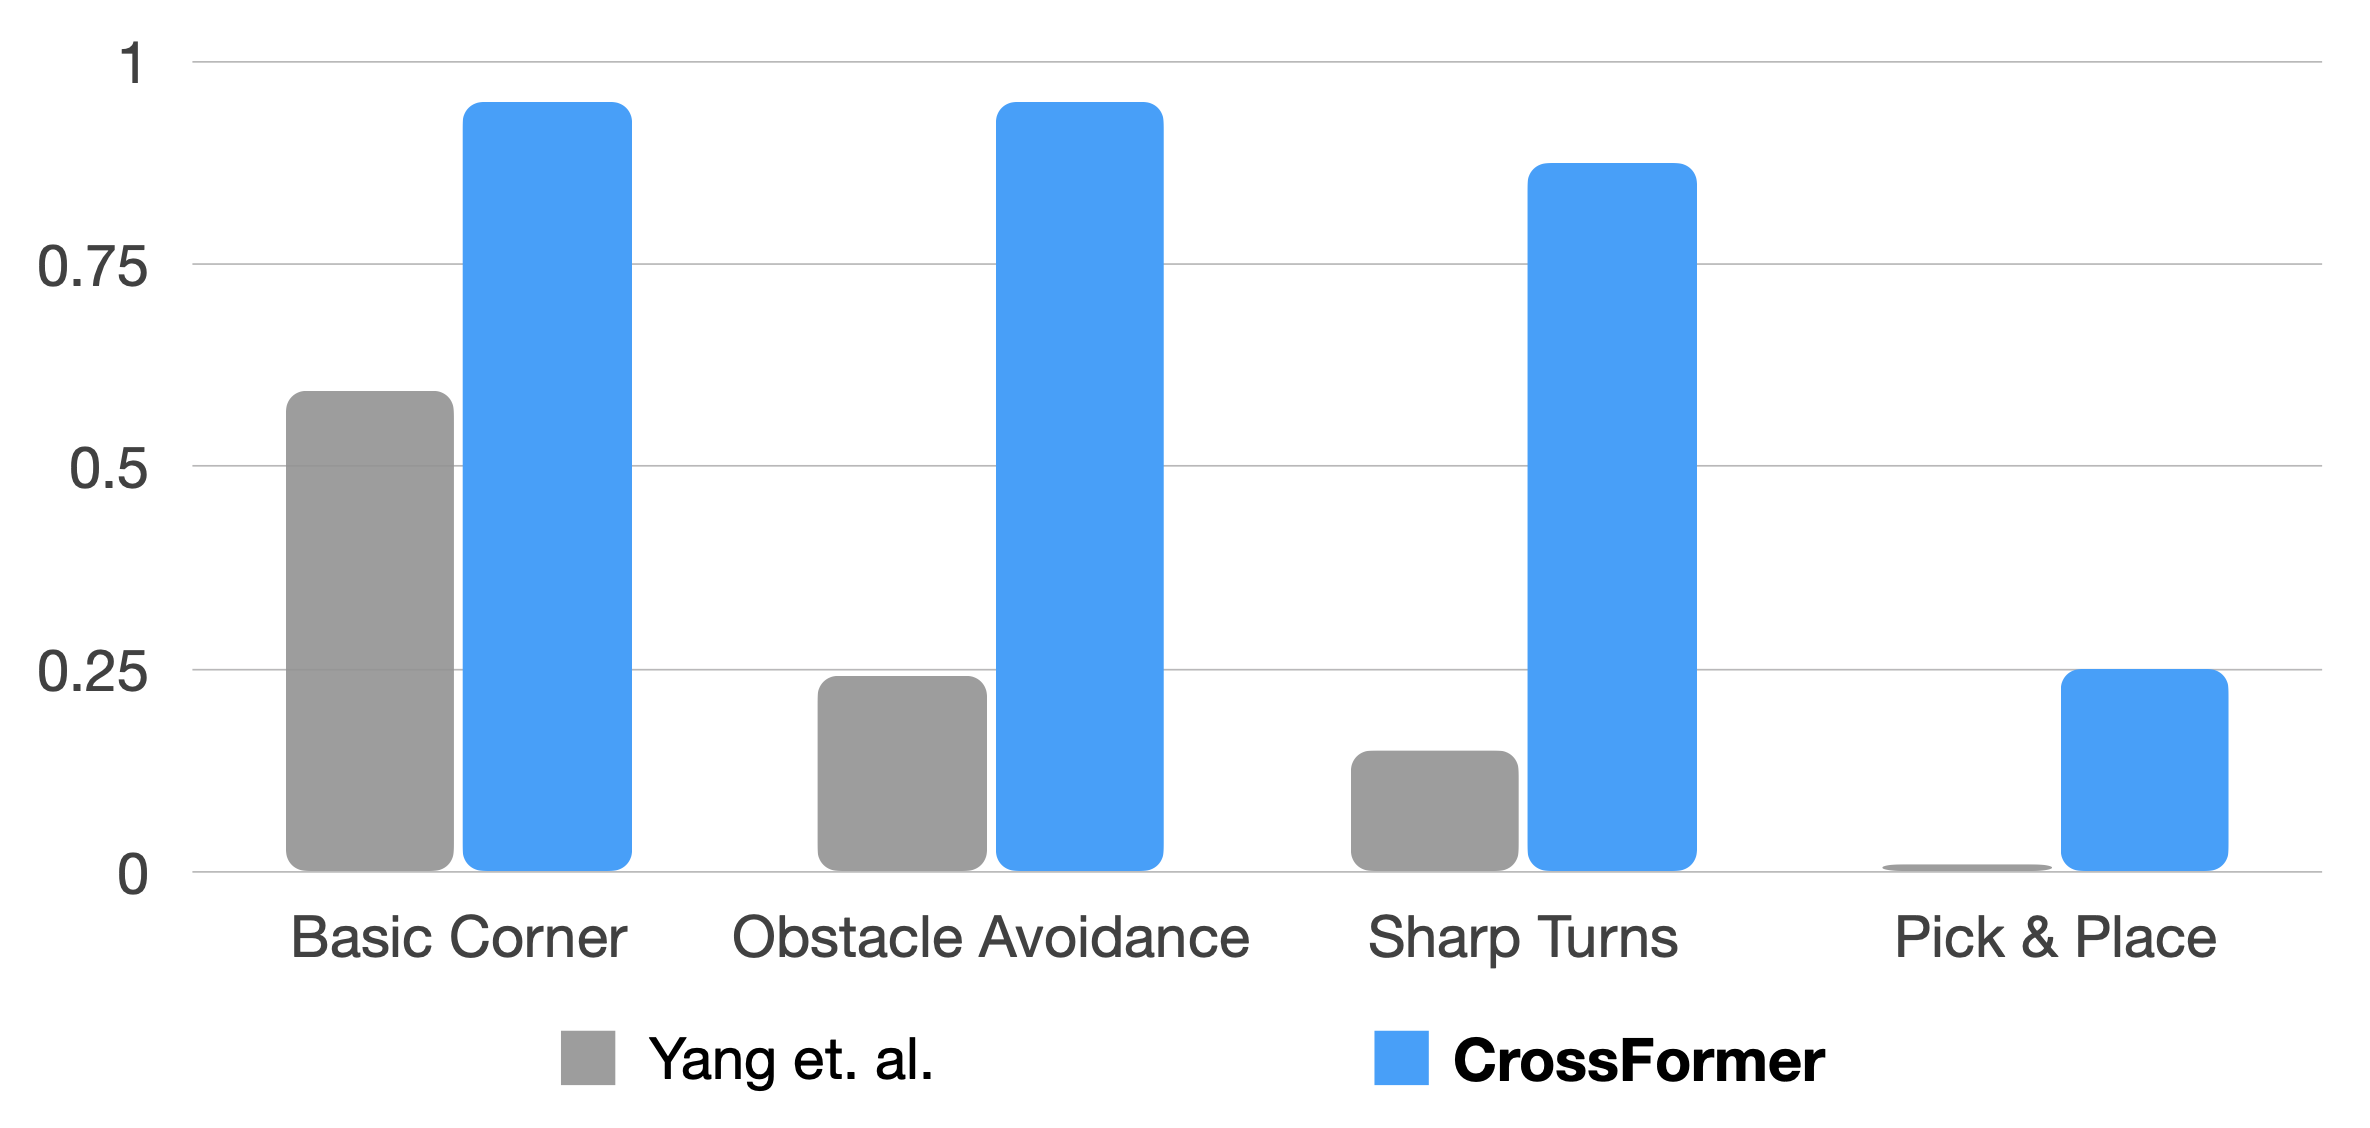 1
0.75
0.5
0.25
0
Basic Corner
Obstacle Avoidance
Sharp Turns
Pick & Place
Yang et. al.
CrossFormer